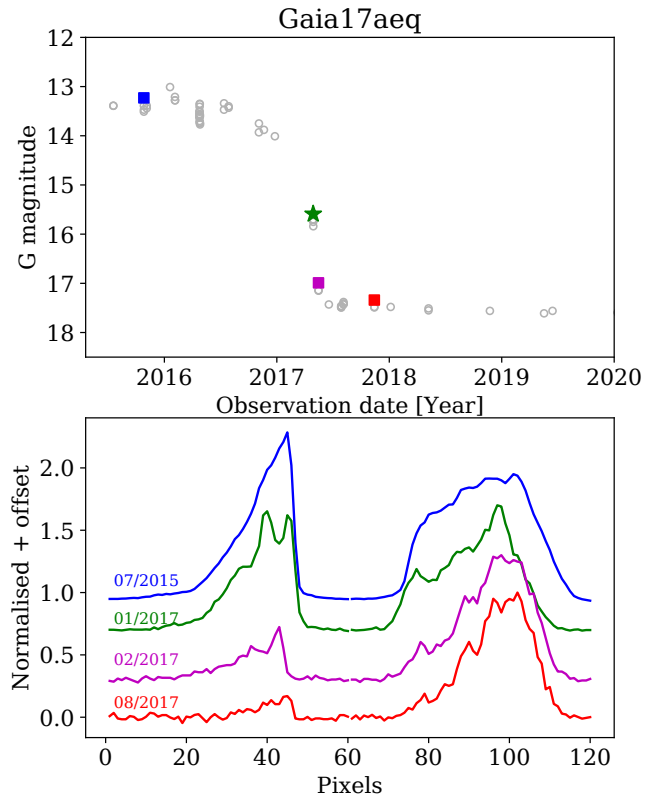 Gaia17aeq
12
13
14
15
16
17
18
G magnitude
2016 2017 2018 2019 2020
Observation date [Year]
2.0
1.5
1.0
0.5
0.0
Normalised + offset
07/2015
01/2017
02/2017
08/2017
0 20 40 60 80 100 120
Pixels